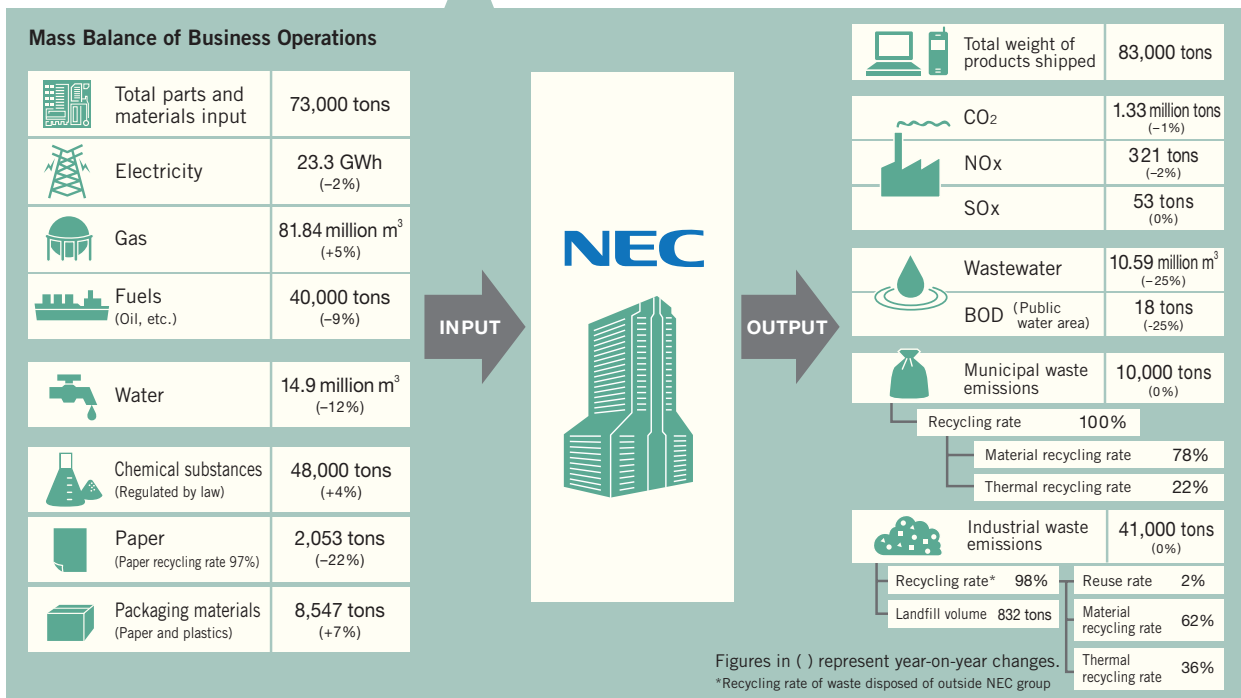 Mass Balance of Business Operations
Total parts and
materials input
73,000 tons
Electricity
23.3 GWh
(–2%)
Gas
81.84 million m³
(+5%)
Fuels
(Oil, etc.)
40,000 tons
(–9%)
Water
14.9 million m³
(–12%)
Chemical substances
(Regulated by law)
48,000 tons
(+4%)
Paper
(Paper recycling rate 97%)
2,053 tons
(–22%)
Packaging materials
(Paper and plastics)
8,547 tons
(+7%)
INPUT
NEC
OUTPUT
Total weight of
products shipped
83,000 tons
CO2
1.33 million tons
(–1%)
NOx
321 tons
(–2%)
SOx
53 tons
(0%)
Wastewater
10.59 million m³
(–25%)
BOD (Public
water area)
18 tons
(-25%)
Municipal waste
emissions
10,000 tons
(0%)
Recycling rate 100%
Material recycling rate 78%
Thermal recycling rate 22%
Industrial waste
emissions
41,000 tons
(0%)
Recycling rate* 98%
Landfill volume 832 tons
Reuse rate 2%
Material
recycling rate 62%
Thermal
recycling rate 36%
Figures in ( ) represent year-on-year changes.
*Recycling rate of waste disposed of outside NEC group